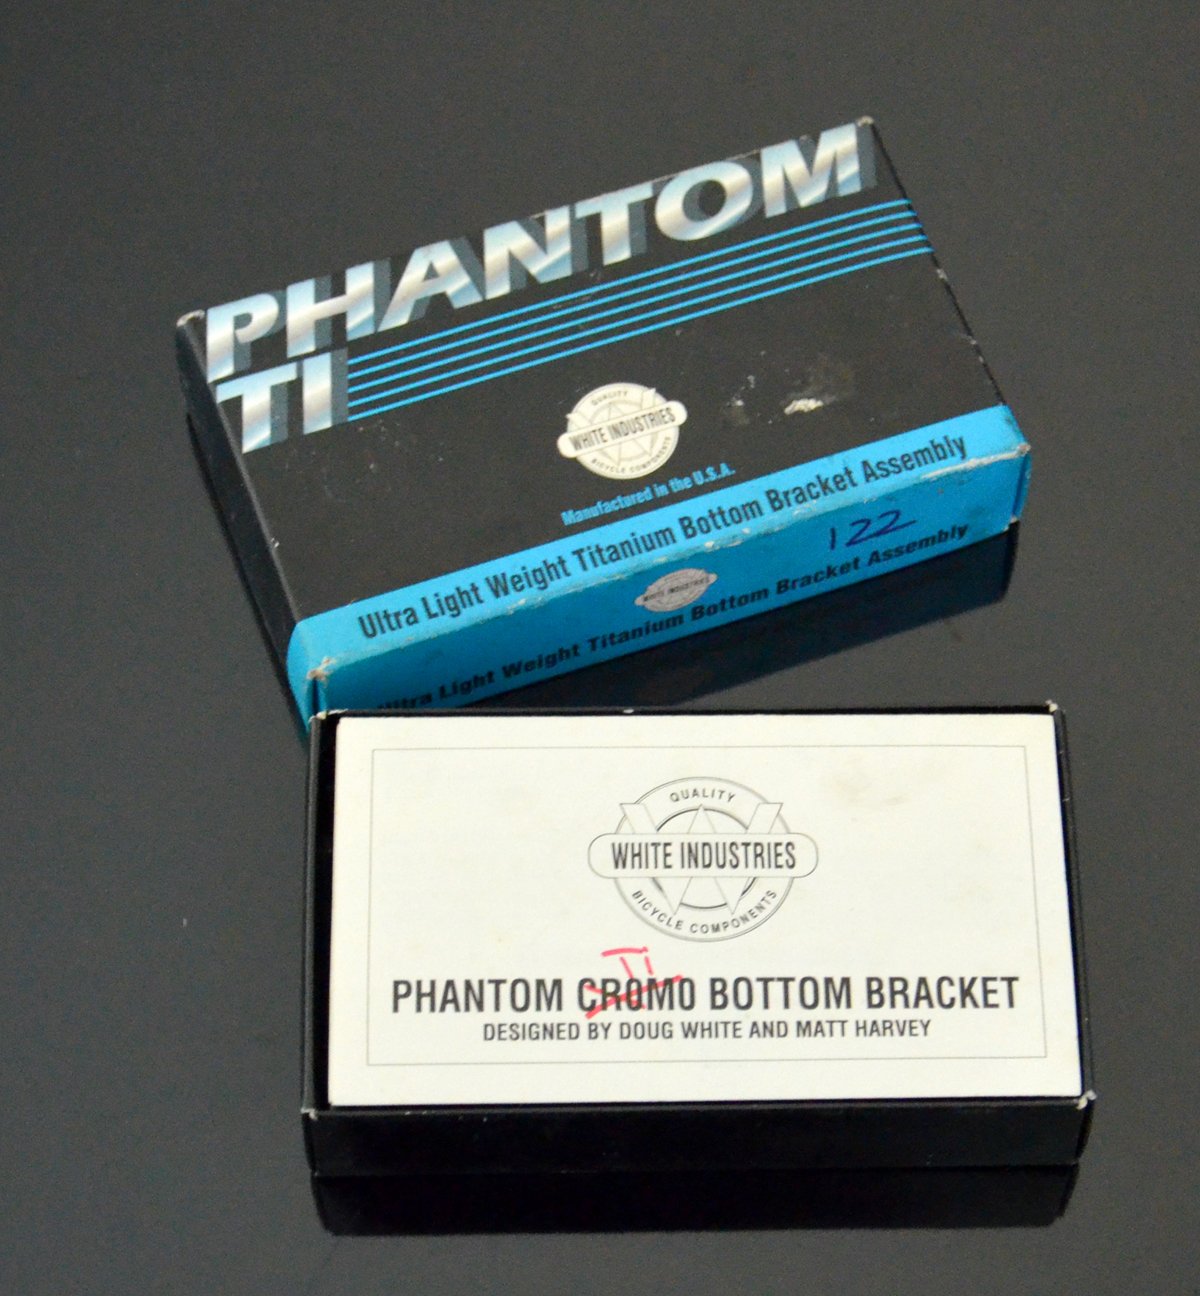 PHANTOM
TI
QUALITY
WHITE INDUSTRIES
BICYCLE COMPONENTS
Manufactured in the U.S.A.
Ultra Light Weight Titanium Bottom Bracket Assembly
122
WHITE INDUSTRIES
Ultra Light Weight Titanium Bottom Bracket Assembly
QUALITY
WHITE INDUSTRIES
BICYCLE COMPONENTS
TI
PHANTOM CROMO BOTTOM BRACKET
DESIGNED BY DOUG WHITE AND MATT HARVEY